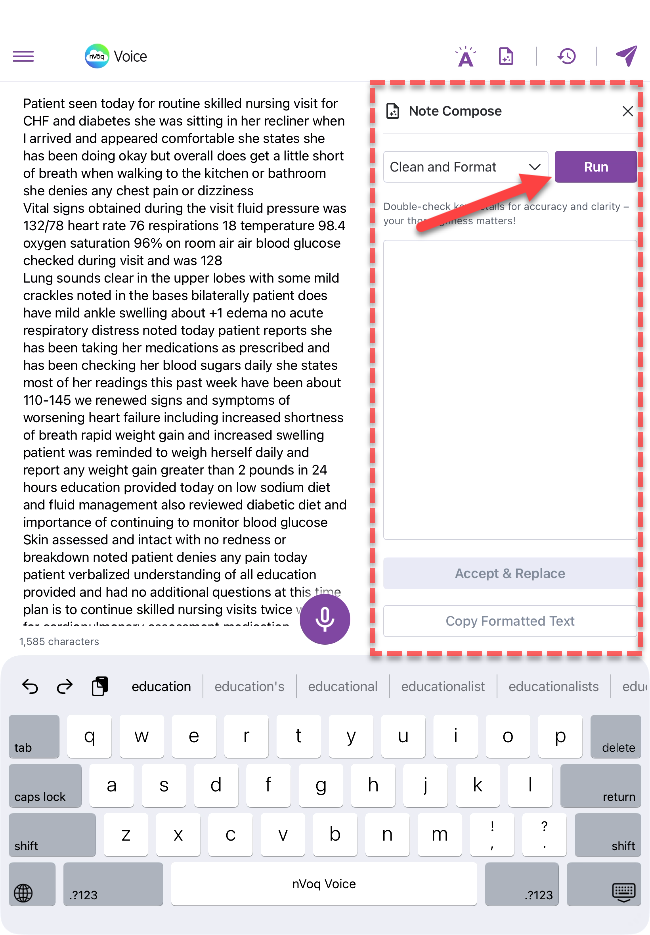 nVoq Voice
Patient seen today for routine skilled nursing visit for
CHF and diabetes she was sitting in her recliner when
I arrived and appeared comfortable she states she
has been doing okay but overall does get a little short
of breath when walking to the kitchen or bathroom
she denies any chest pain or dizziness
Vital signs obtained during the visit fluid pressure was
132/78 heart rate 76 respirations 18 temperature 98.4
oxygen saturation 96% on room air air blood glucose
checked during visit and was 128
Lung sounds clear in the upper lobes with some mild
crackles noted in the bases bilaterally patient does
have mild ankle swelling about +1 edema no acute
respiratory distress noted today patient reports she
has been taking her medications as prescribed and
has been checking her blood sugars daily she states
most of her readings this past week have been about
110-145 we renewed signs and symptoms of
worsening heart failure including increased shortness
of breath rapid weight gain and increased swelling
patient was reminded to weigh herself daily and
report any weight gain greater than 2 pounds in 24
hours education provided today on low sodium diet
and fluid management also reviewed diabetic diet and
importance of continuing to monitor blood glucose
Skin assessed and intact with no redness or
breakdown noted patient denies any pain today
patient verbalized understanding of all education
provided and had no additional questions at this time
plan is to continue skilled nursing visits twice
for cardiopulmonary assessment medication
1,585 characters
Note Compose
Clean and Format
Run
Double-check for accuracy and clarity –
your matters!
Accept & Replace
Copy Formatted Text
education education's educational educationalist educationalists edu
tab q w e r t y u i o p delete
caps lock a s d f g h j k l return
shift z x c v b n m ! , ? . shift
.?123 nVoq Voice .?123